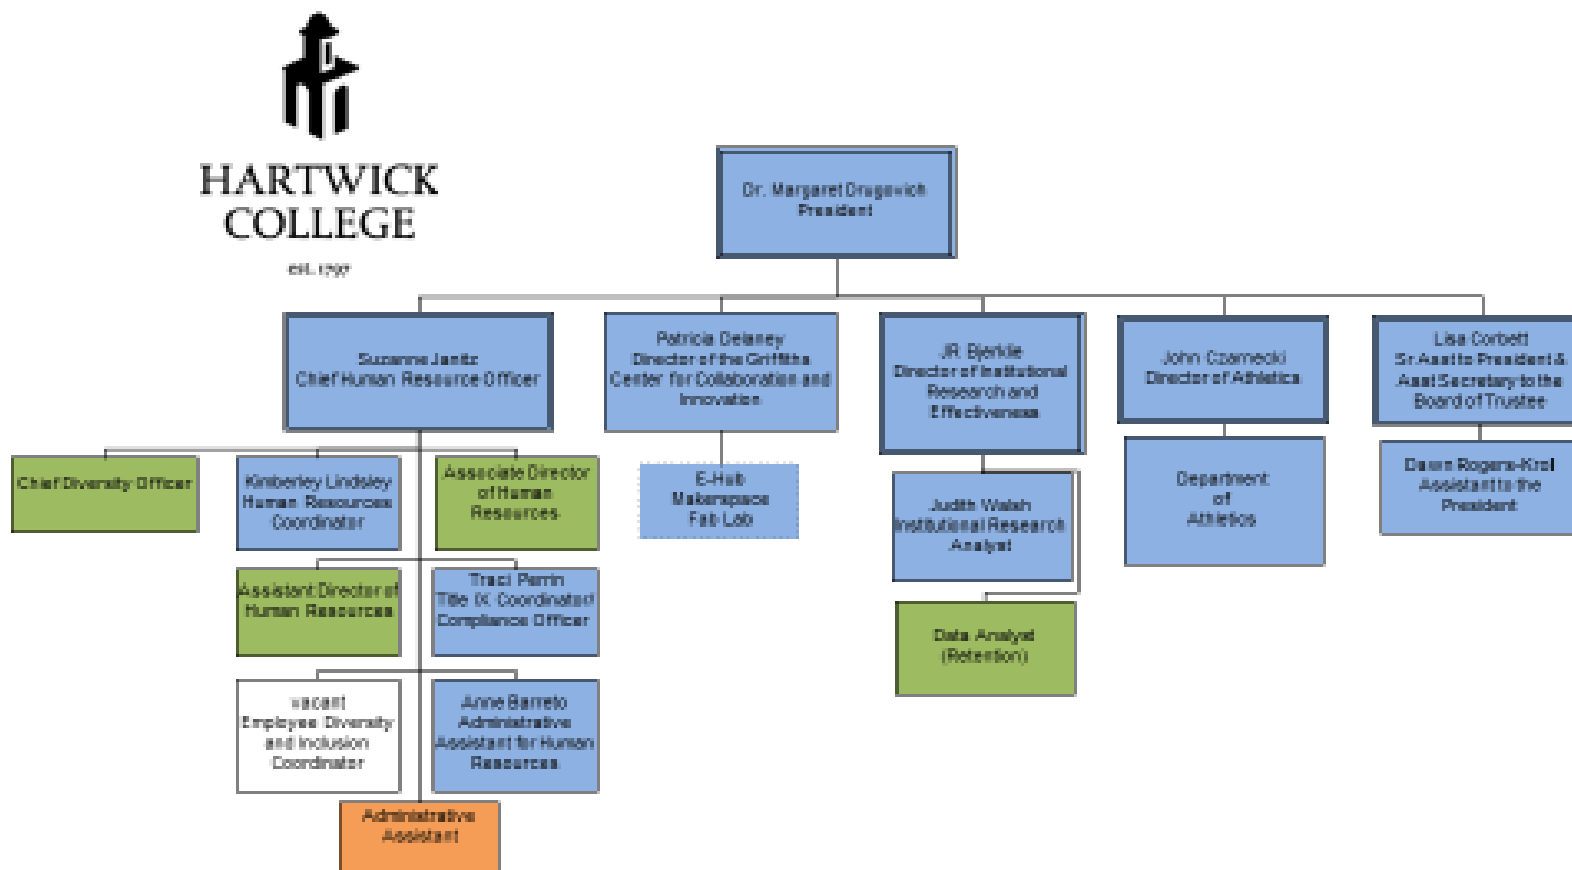 HARTWICK
COLLEGE
est. 1797
Dr. Margaret Drugovich
President
Suzanne Janitz
Chief Human Resource Officer
Patricia Delaney
Director of the Griffiths
Center for Collaboration and
Innovation
JR Bjerklie
Director of Institutional
Research and
Effectiveness
John Czarnecki
Director of Athletics
Lisa Corbett
Sr Asst to President &
Asst Secretary to the
Board of Trustee
Chief Diversity Officer
Kimberley Lindsley
Human Resources
Coordinator
Associate Director
of Human
Resources
E-Hub
Makerspace
Fab Lab
Judith Walsh
Institutional Research
Analyst
Department
of
Athletics
Dawn Rogers-Krol
Assistant to the
President
Assistant Director of
Human Resources
Traci Perrin
Title IX Coordinator/
Compliance Officer
Data Analyst
(Retention)
vacant
Employee Diversity
and Inclusion
Coordinator
Anne Barreto
Administrative
Assistant for Human
Resources
Administrative
Assistant